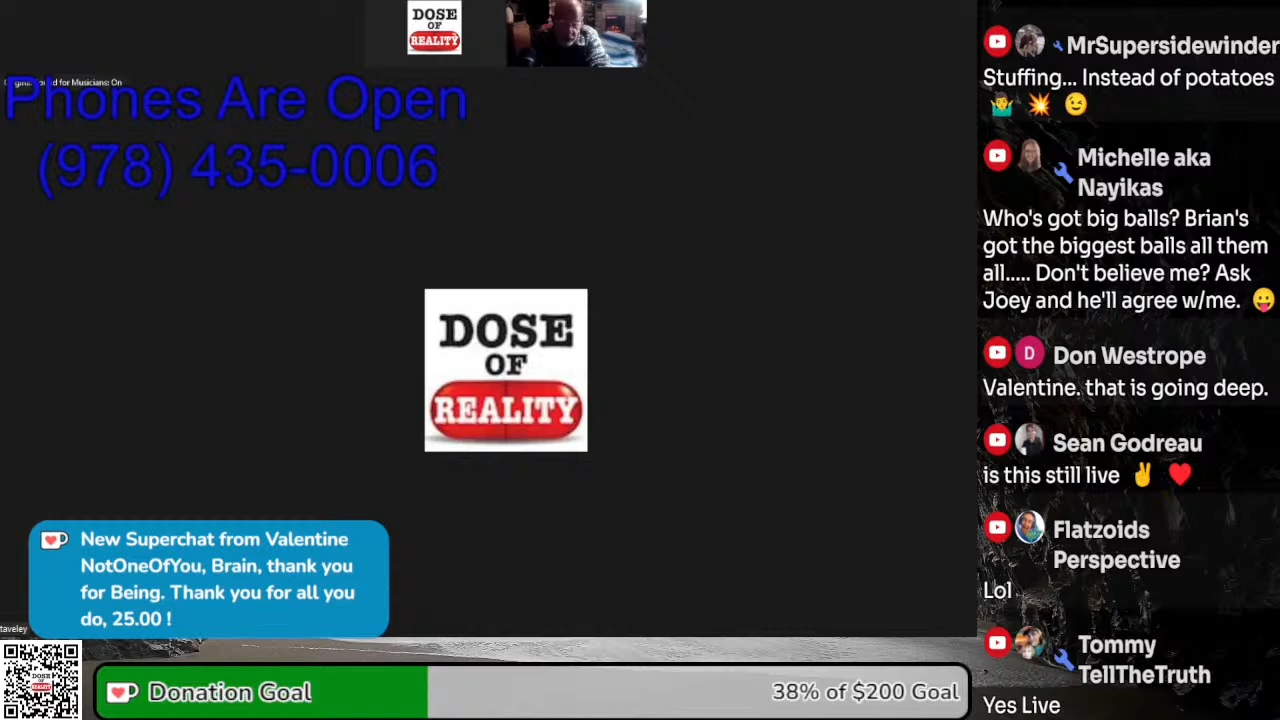 DOSE
OF
REALITY
Phones Are Open
(978) 435-0006
DOSE
OF
REALITY
New Superchat from Valentine
NotOneOfYou, Brain, thank you
for Being. Thank you for all you
do, 25.00 !
taveley
Donation Goal
38% of $200 Goal
MrSupersidewinder
Stuffing... Instead of potatoes
🤷‍♂️ 💥 😉
Michelle aka
Nayikas
Who's got big balls? Brian's
got the biggest balls all them
all..... Don't believe me? Ask
Joey and he'll agree w/me. 😛
D
Don Westrope
Valentine. that is going deep.
Sean Godreau
is this still live ✌️ ♥️
Flatzoids
Perspective
Lol
Tommy
TellTheTruth
Yes Live